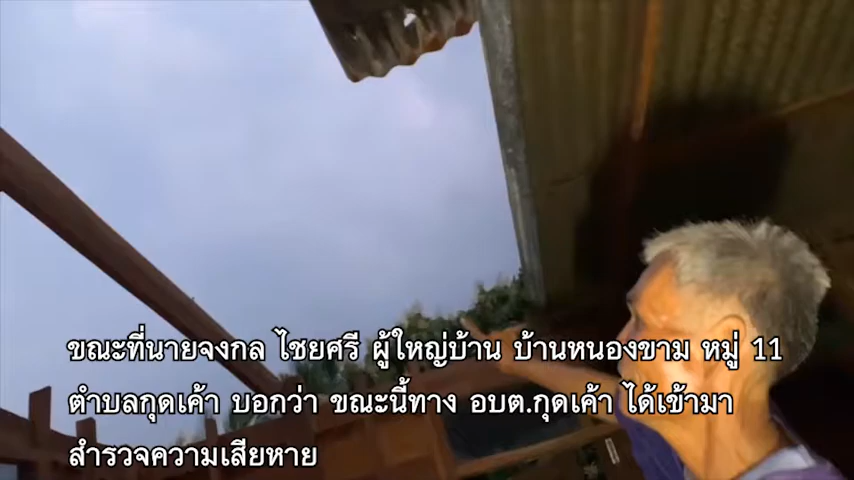 ขณะที่นายจงกล ไชยศรี ผู้ใหญ่บ้าน บ้านหนองขาม หมู่ 11
ตำบลกุดเค้า บอกว่า ขณะนี้ทาง อบต.กุดเค้า ได้เข้ามา
สำรวจความเสียหาย